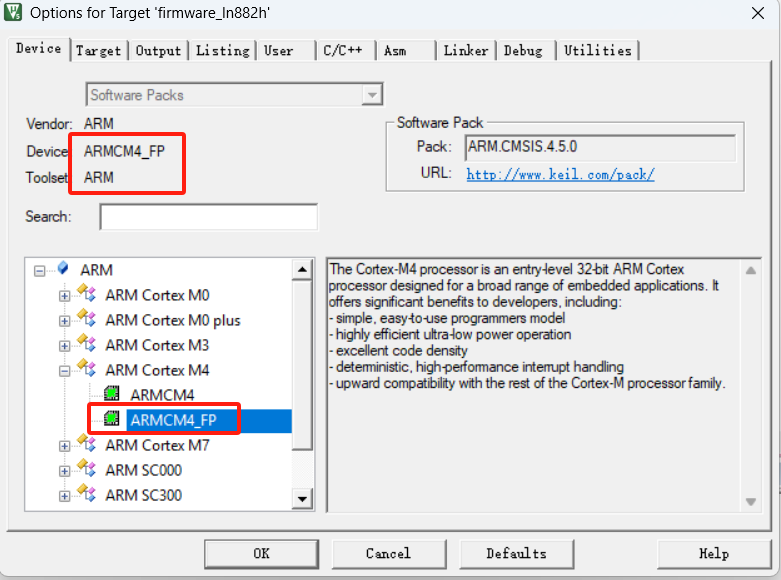 Options for Target 'firmware_ln882h'
Device Target Output Listing User C/C++ Asm Linker Debug Utilities
Software Packs
Vendor: ARM
Device: ARMCM4_FP
Toolset: ARM
Search:
Software Pack
Pack: ARM.CMSIS.4.5.0
URL: http://www.keil.com/pack/
ARM
ARM Cortex M0
ARM Cortex M0 plus
ARM Cortex M3
ARM Cortex M4
ARMCM4
ARMCM4_FP
ARM Cortex M7
ARM SC000
ARM SC300
The Cortex-M4 processor is an entry-level 32-bit ARM Cortex
processor designed for a broad range of embedded applications. It
offers significant benefits to developers, including:
- simple, easy-to-use programmers model
- highly efficient ultra-low power operation
- excellent code density
- deterministic, high-performance interrupt handling
- upward compatibility with the rest of the Cortex-M processor family.
OK Cancel Defaults Help